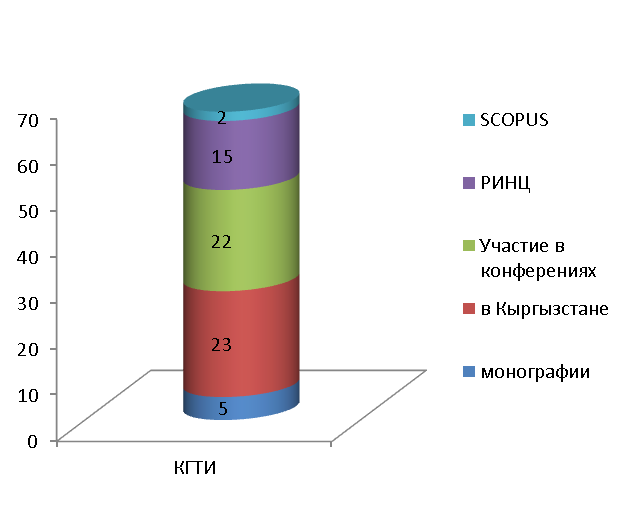 70
60
50
40
30
20
10
0
2
15
22
23
5
КГТИ
SCOPUS
РИНЦ
Участие в
конферениях
в Кыргызстане
монографии